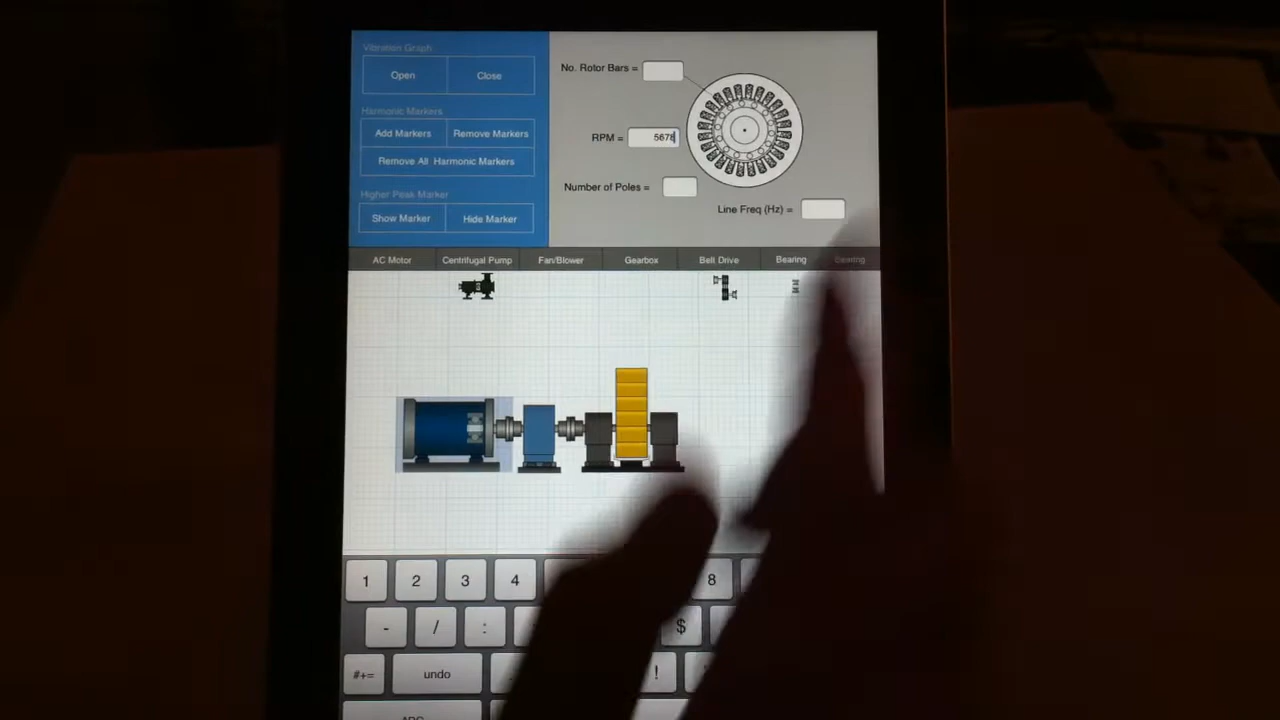 Vibration Graph
Open Close
Harmonic Markers
Add Markers Remove Markers
Remove All Harmonic Markers
Higher Peak Marker
Show Marker Hide Marker
No. Rotor Bars =
RPM = 5678
Number of Poles =
Line Freq (Hz) =
AC Motor Centrifugal Pump Fan/Blower Gearbox Belt Drive Bearing Bearing
1 2 3 4 8
- / : $
#+= undo . !
ABC